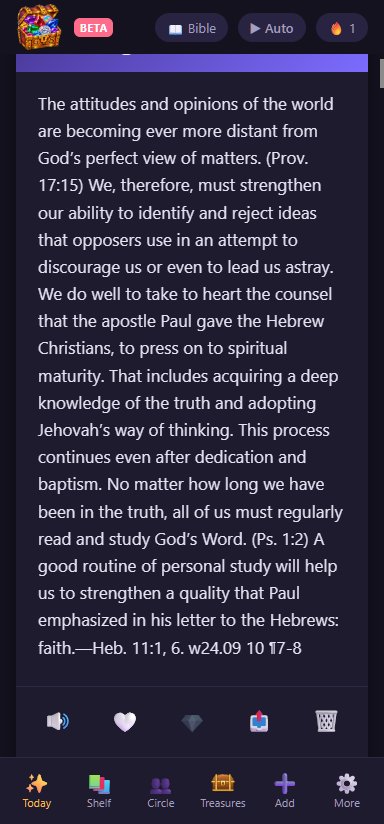 BETA
Bible
Auto
1
The attitudes and opinions of the world
are becoming ever more distant from
God’s perfect view of matters. (Prov.
17:15) We, therefore, must strengthen
our ability to identify and reject ideas
that opposers use in an attempt to
discourage us or even to lead us astray.
We do well to take to heart the counsel
that the apostle Paul gave the Hebrew
Christians, to press on to spiritual
maturity. That includes acquiring a deep
knowledge of the truth and adopting
Jehovah’s way of thinking. This process
continues even after dedication and
baptism. No matter how long we have
been in the truth, all of us must regularly
read and study God’s Word. (Ps. 1:2) A
good routine of personal study will help
us to strengthen a quality that Paul
emphasized in his letter to the Hebrews:
faith.—Heb. 11:1, 6. w24.09 10 ¶7-8
Today
Shelf
Circle
Treasures
Add
More